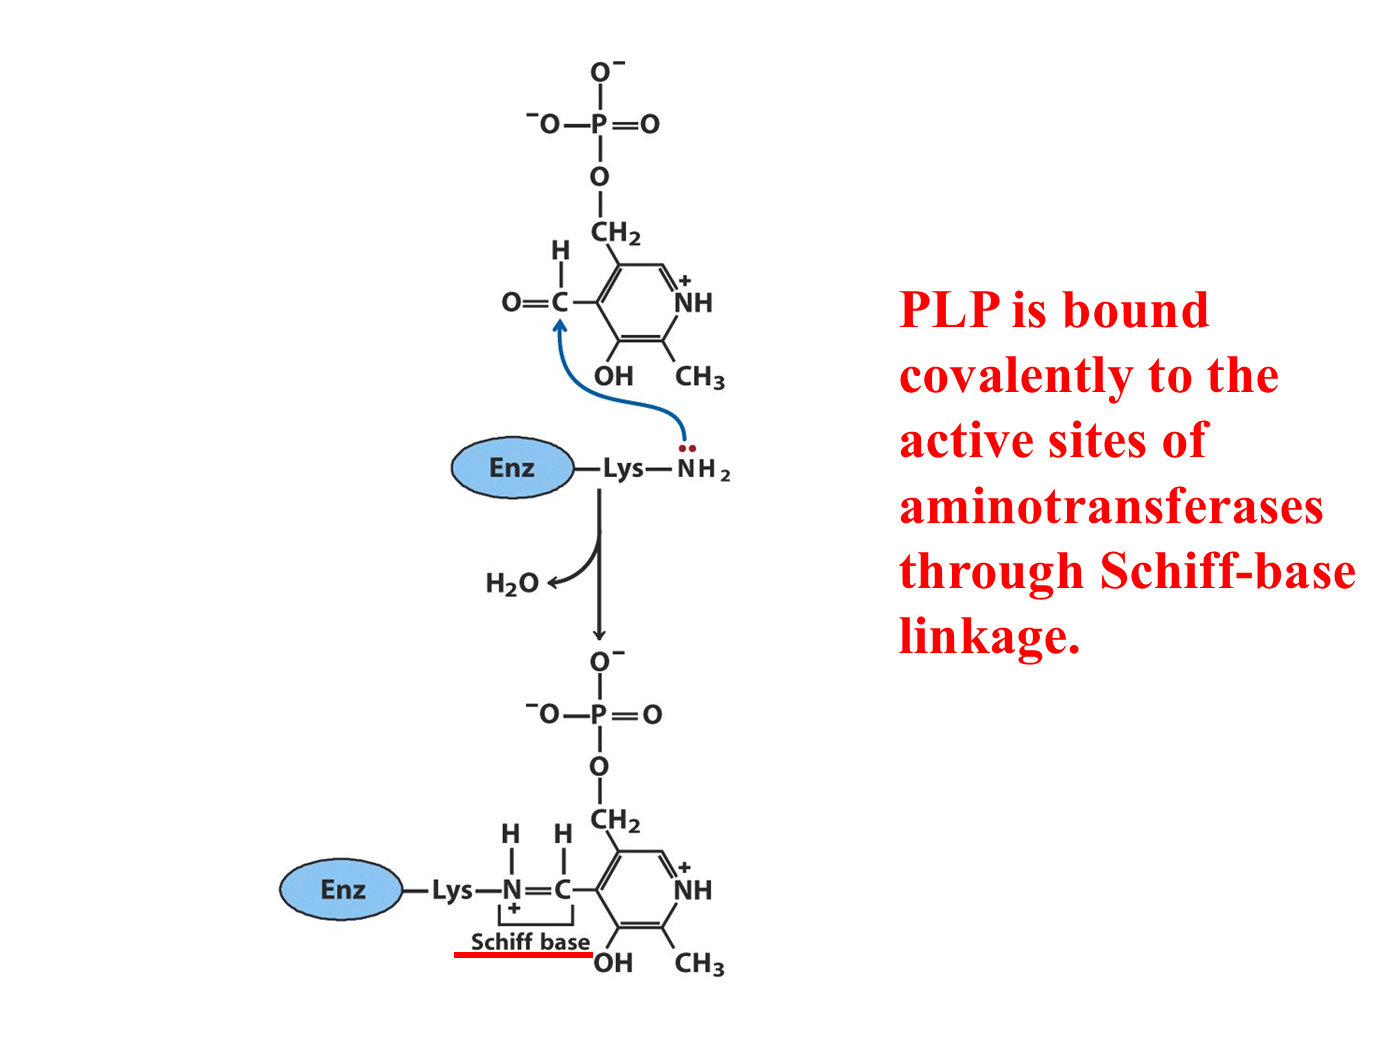 O⁻
⁻O—P=O
O
CH₂
H
O=C
+
NH
OH
CH₃
PLP is bound
covalently to the
active sites of
aminotransferases
through Schiff-base
linkage.
Enz—Lys—NH₂
H₂O
O⁻
⁻O—P=O
O
CH₂
H
H
Enz—Lys—N=C
+
+
NH
Schiff base
OH
CH₃